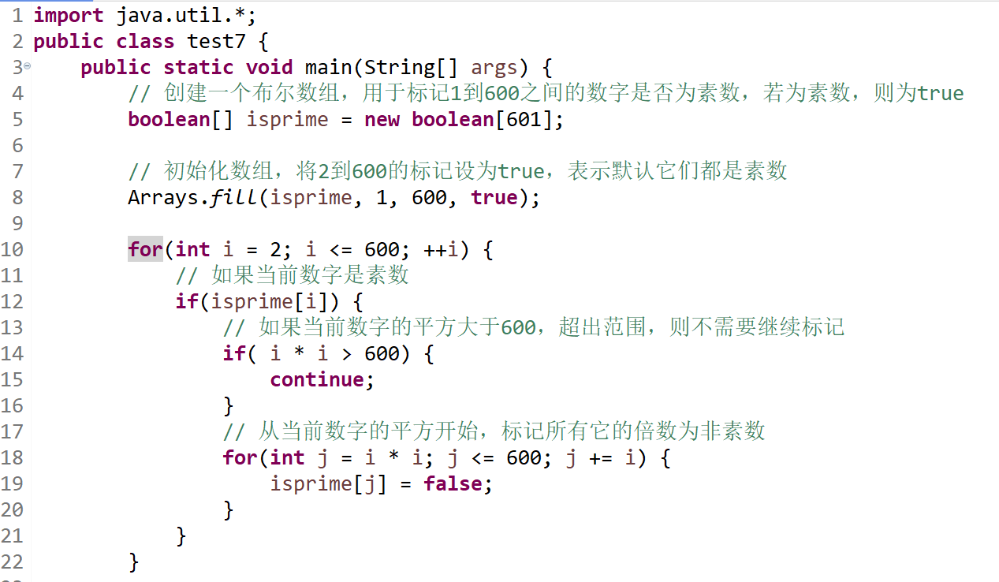 1 import java.util.*;
2 public class test7 {
3 public static void main(String[] args) {
4 // 创建一个布尔数组，用于标记1到600之间的数字是否为素数，若为素数，则为true
5 boolean[] isprime = new boolean[601];
6
7 // 初始化数组，将2到600的标记设为true，表示默认它们都是素数
8 Arrays.fill(isprime, 1, 600, true);
9
10 for(int i = 2; i <= 600; ++i) {
11 // 如果当前数字是素数
12 if(isprime[i]) {
13 // 如果当前数字的平方大于600，超出范围，则不需要继续标记
14 if( i * i > 600) {
15 continue;
16 }
17 // 从当前数字的平方开始，标记所有它的倍数为非素数
18 for(int j = i * i; j <= 600; j += i) {
19 isprime[j] = false;
20 }
21 }
22 }